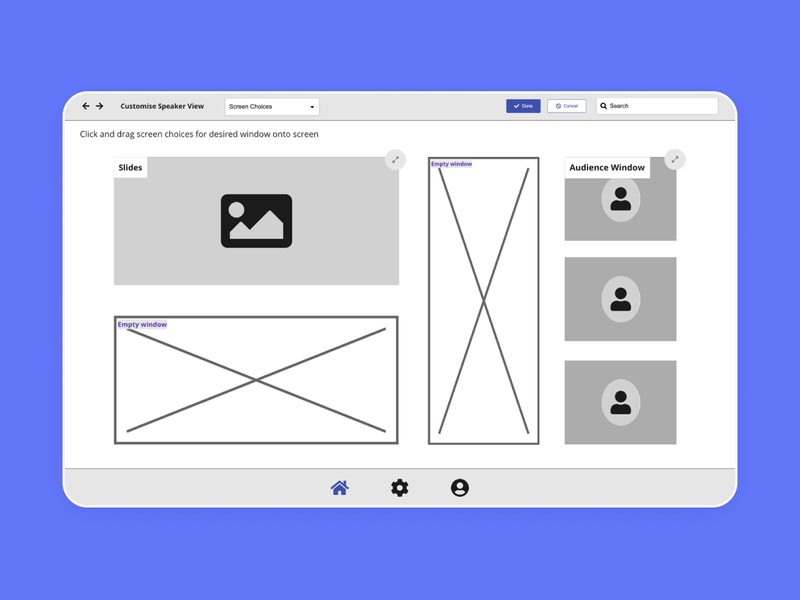 Customise Speaker View
Screen Choices
Done
Cancel
Search
Click and drag screen choices for desired window onto screen
Slides
Empty window
Audience Window
Empty window